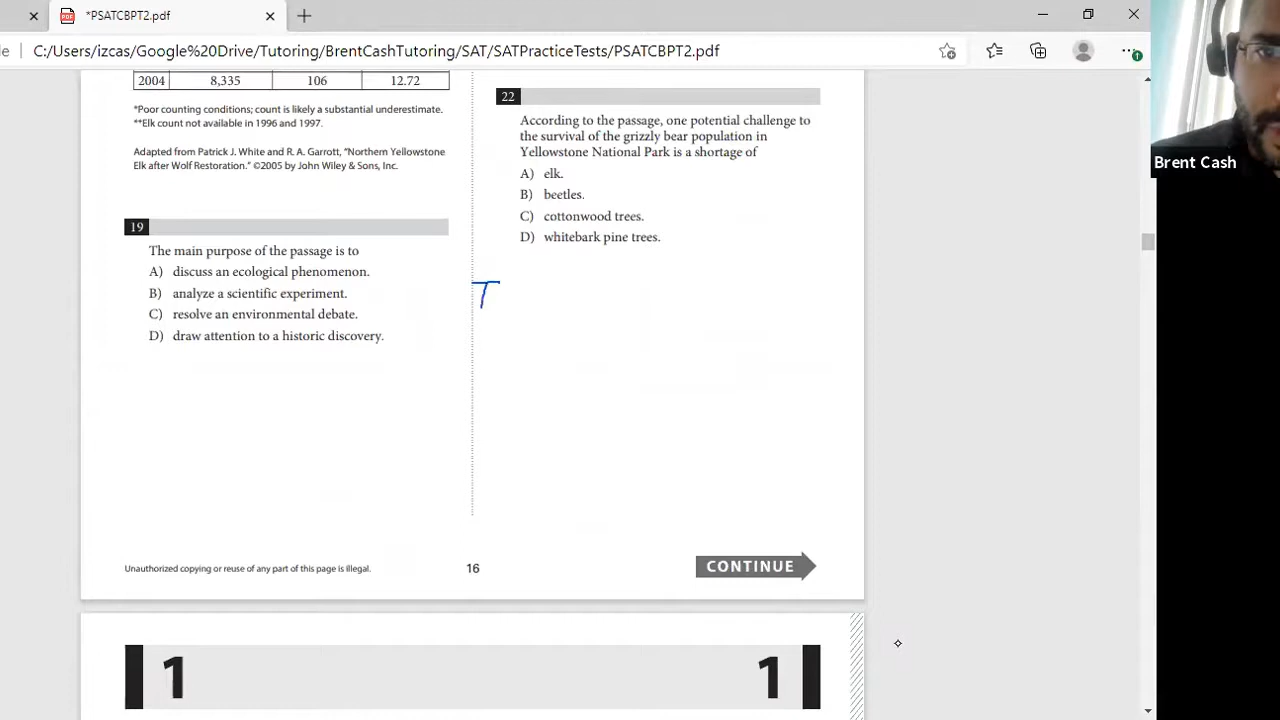 *PSATCBPT2.pdf
C:/Users/izcas/Google%20Drive/Tutoring/BrentCashTutoring/SAT/SATPracticeTests/PSATCBPT2.pdf
Brent Cash
2004 8,335 106 12.72
*Poor counting conditions; count is likely a substantial underestimate.
**Elk count not available in 1996 and 1997.
Adapted from Patrick J. White and R. A. Garrott, “Northern Yellowstone
Elk after Wolf Restoration.” ©2005 by John Wiley & Sons, Inc.
19
The main purpose of the passage is to
A) discuss an ecological phenomenon.
B) analyze a scientific experiment.
C) resolve an environmental debate.
D) draw attention to a historic discovery.
22
According to the passage, one potential challenge to
the survival of the grizzly bear population in
Yellowstone National Park is a shortage of
A) elk.
B) beetles.
C) cottonwood trees.
D) whitebark pine trees.
T
Unauthorized copying or reuse of any part of this page is illegal.
16
CONTINUE
1 1